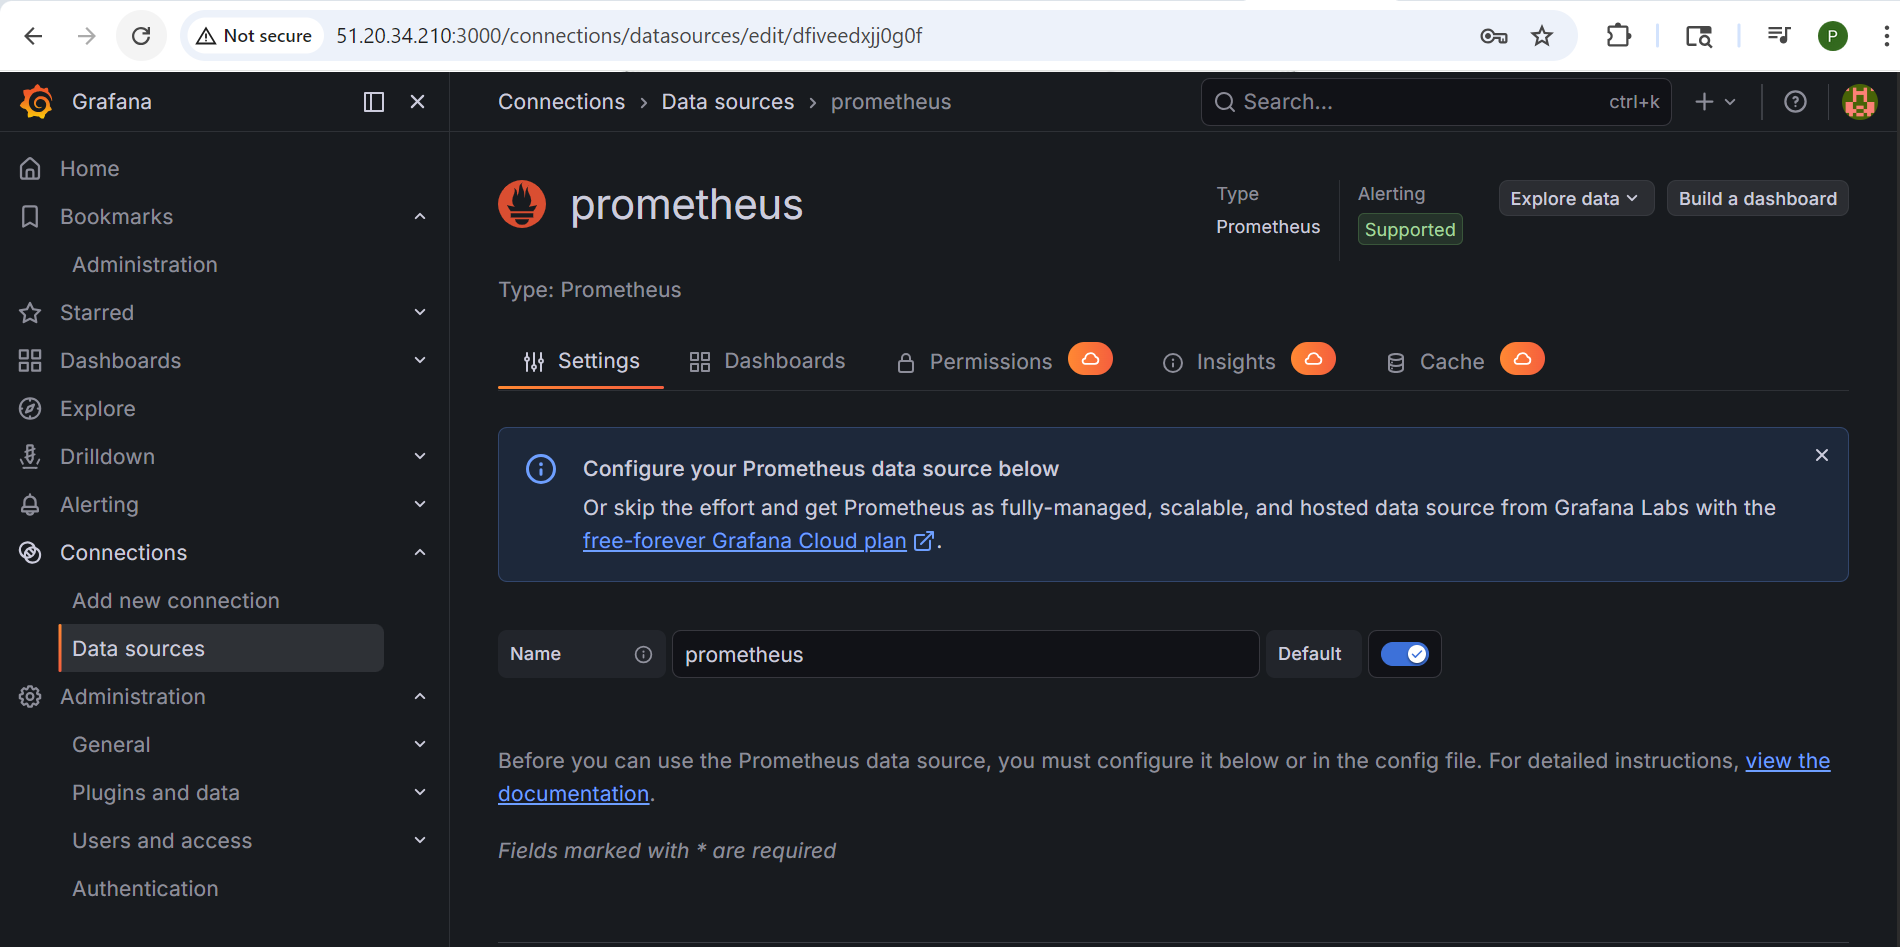 Not secure 51.20.34.210:3000/connections/datasources/edit/dfiveedxjj0g0f P
Grafana
Connections › Data sources › prometheus
Search... ctrl+k
Home
Bookmarks
Administration
Starred
Dashboards
Explore
Drilldown
Alerting
Connections
Add new connection
Data sources
Administration
General
Plugins and data
Users and access
Authentication
prometheus
Type
Prometheus
Alerting
Supported
Explore data
Build a dashboard
Type: Prometheus
Settings Dashboards Permissions Insights Cache
Configure your Prometheus data source below
Or skip the effort and get Prometheus as fully-managed, scalable, and hosted data source from Grafana Labs with the
free-forever Grafana Cloud plan.
Name prometheus Default
Before you can use the Prometheus data source, you must configure it below or in the config file. For detailed instructions, view the
documentation.
Fields marked with * are required